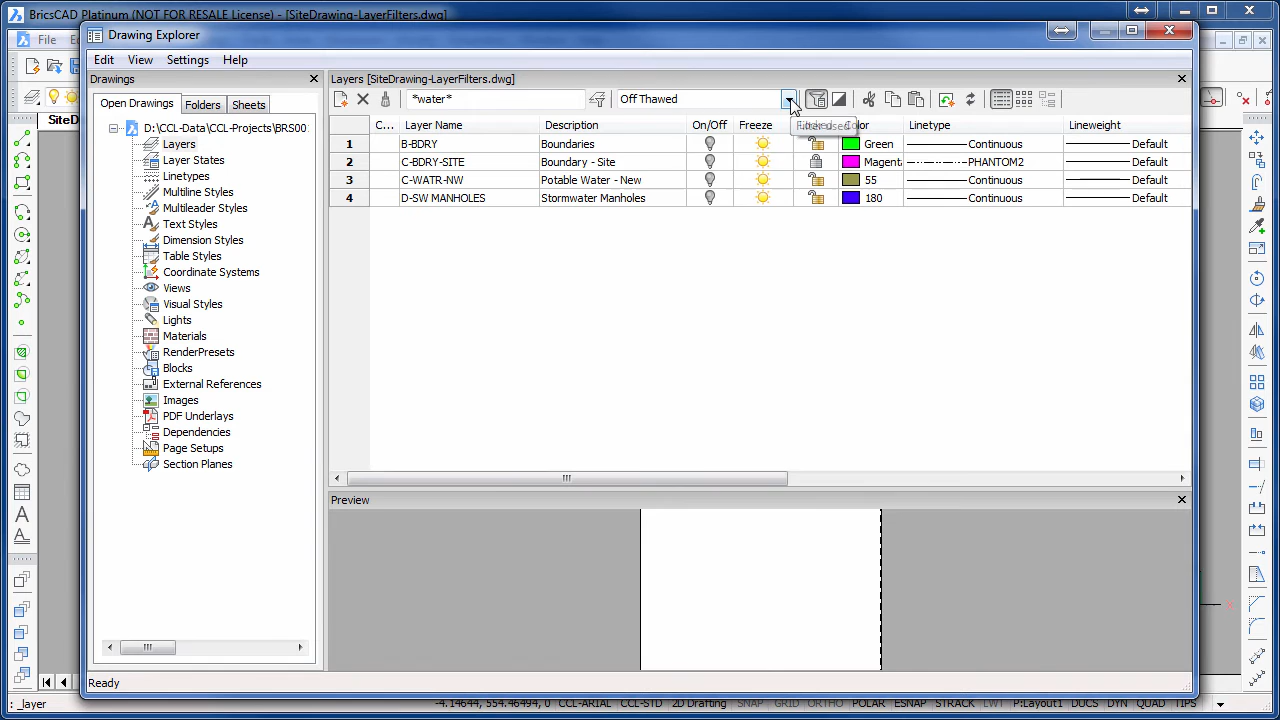 BricsCAD Platinum (NOT FOR RESALE License) - [SiteDrawing-LayerFilters.dwg]
File
Drawing Explorer
Edit View Settings Help
Drawings
Layers [SiteDrawing-LayerFilters.dwg]
Open Drawings Folders Sheets
*water* Off Thawed
SiteD
C... Layer Name Description On/Off Freeze Linetype Lineweight
1 B-BDRY Boundaries Green Continuous Default
2 C-BDRY-SITE Boundary - Site Magent PHANTOM2 Default
3 C-WATR-NW Potable Water - New 55 Continuous Default
4 D-SW MANHOLES Stormwater Manholes 180 Continuous Default
D:\CCL-Data\CCL-Projects\BRS00
Layers
Layer States
Linetypes
Multiline Styles
Multileader Styles
Text Styles
Dimension Styles
Table Styles
Coordinate Systems
Views
Visual Styles
Lights
Materials
RenderPresets
Blocks
External References
Images
PDF Underlays
Dependencies
Page Setups
Section Planes
Preview
Ready
: _layer
-4.14644, 554.46494, 0 CCL-ARIAL CCL-STD 2D Drafting SNAP GRID ORTHO POLAR ESNAP STRACK LWT P:Layout1 DUCS DYN QUAD TIPS